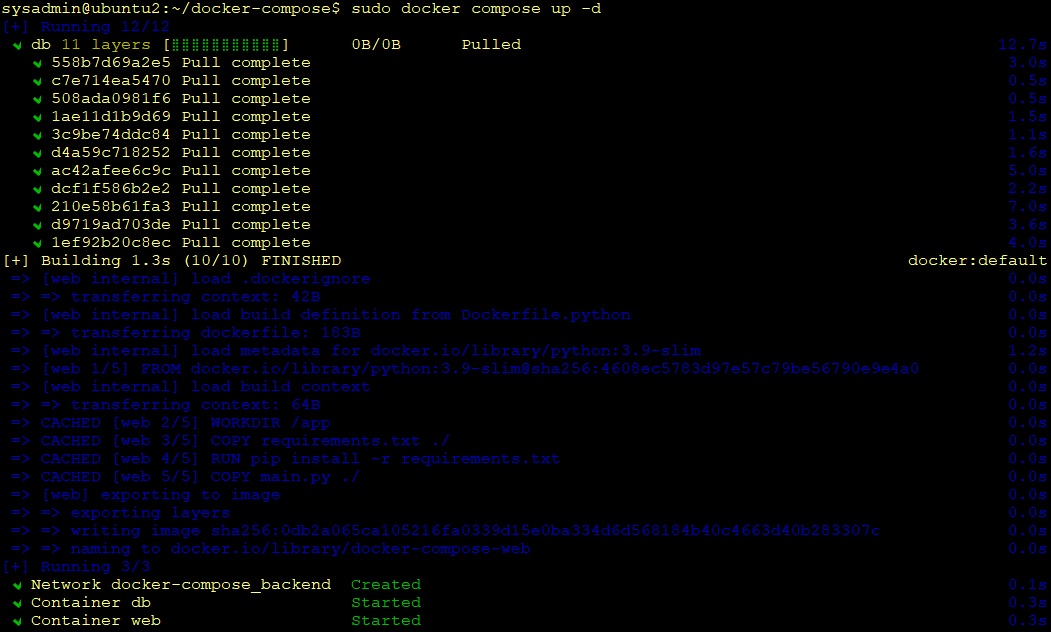 sysadmin@ubuntu2:~/docker-compose$ sudo docker compose up -d
[+] Running 12/12
✔ db 11 layers [⣿⣿⣿⣿⣿⣿⣿⣿⣿⣿⣿] 0B/0B Pulled 12.7s
✔ 558b7d69a2e5 Pull complete 3.0s
✔ c7e714ea5470 Pull complete 0.5s
✔ 508ada0981f6 Pull complete 0.5s
✔ 1ae11d1b9d69 Pull complete 1.5s
✔ 3c9be74ddc84 Pull complete 1.1s
✔ d4a59c718252 Pull complete 1.6s
✔ ac42afee6c9c Pull complete 5.0s
✔ dcf1f586b2e2 Pull complete 2.2s
✔ 210e58b61fa3 Pull complete 7.0s
✔ d9719ad703de Pull complete 3.6s
✔ 1ef92b20c8ec Pull complete 4.0s
[+] Building 1.3s (10/10) FINISHED docker:default
=> [web internal] load .dockerignore 0.0s
=> => transferring context: 42B 0.0s
=> [web internal] load build definition from Dockerfile.python 0.0s
=> => transferring dockerfile: 183B 0.0s
=> [web internal] load metadata for docker.io/library/python:3.9-slim 1.2s
=> [web 1/5] FROM docker.io/library/python:3.9-slim@sha256:4608ec5783d97e57c79be56790e9e4a0 0.0s
=> [web internal] load build context 0.0s
=> => transferring context: 64B 0.0s
=> CACHED [web 2/5] WORKDIR /app 0.0s
=> CACHED [web 3/5] COPY requirements.txt ./ 0.0s
=> CACHED [web 4/5] RUN pip install -r requirements.txt 0.0s
=> CACHED [web 5/5] COPY main.py ./ 0.0s
=> [web] exporting to image 0.0s
=> => exporting layers 0.0s
=> => writing image sha256:0db2a065ca105216fa0339d15e0ba334d6d568184b40c4663d40b283307c 0.0s
=> => naming to docker.io/library/docker-compose-web 0.0s
[+] Running 3/3
✔ Network docker-compose_backend Created 0.1s
✔ Container db Started 0.3s
✔ Container web Started 0.3s